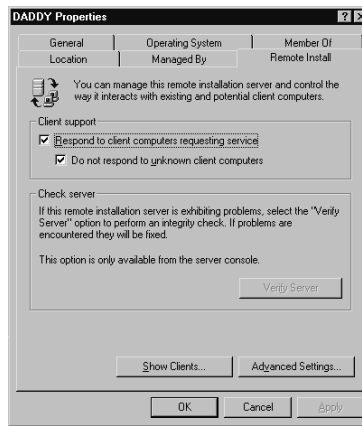 DADDY Properties
General
Operating System
Member Of
Location
Managed By
Remote Install
You can manage this remote installation server and control the
way it interacts with existing and potential client computers.
Client support
Respond to client computers requesting service
Do not respond to unknown client computers
Check server
If this remote installation server is exhibiting problems, select the "Verify
Server" option to perform an integrity check. If problems are
encountered they will be fixed.
This option is only available from the server console.
Verify Server
Show Clients...
Advanced Settings...
OK
Cancel
Apply